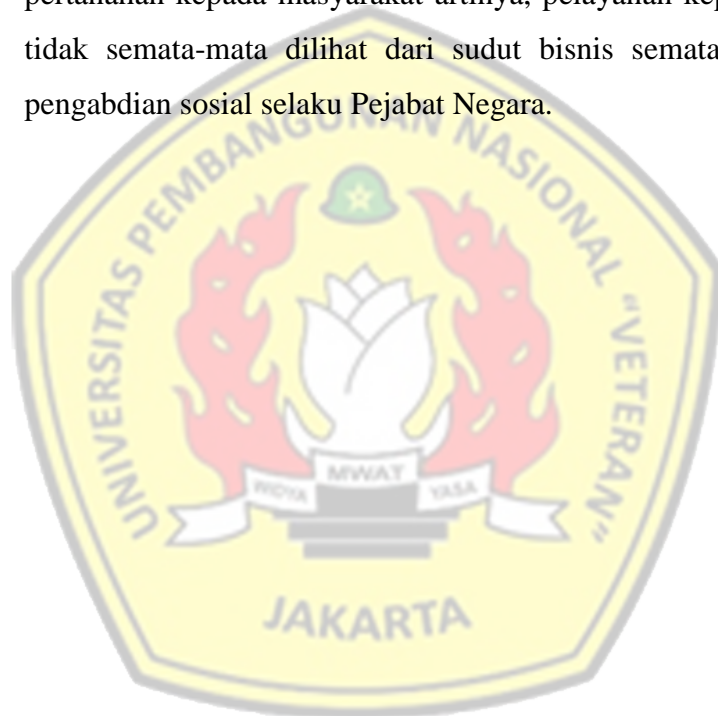 pertanahan kepada masyarakat artinya, pelayanan kep
tidak semata-mata dilihat dari sudut bisnis semata
pengabdian sosial selaku Pejabat Negara.
UNIVERSITAS PEMBANGUNAN NASIONAL "VETERAN"
WIDYA MWAT YASA
JAKARTA